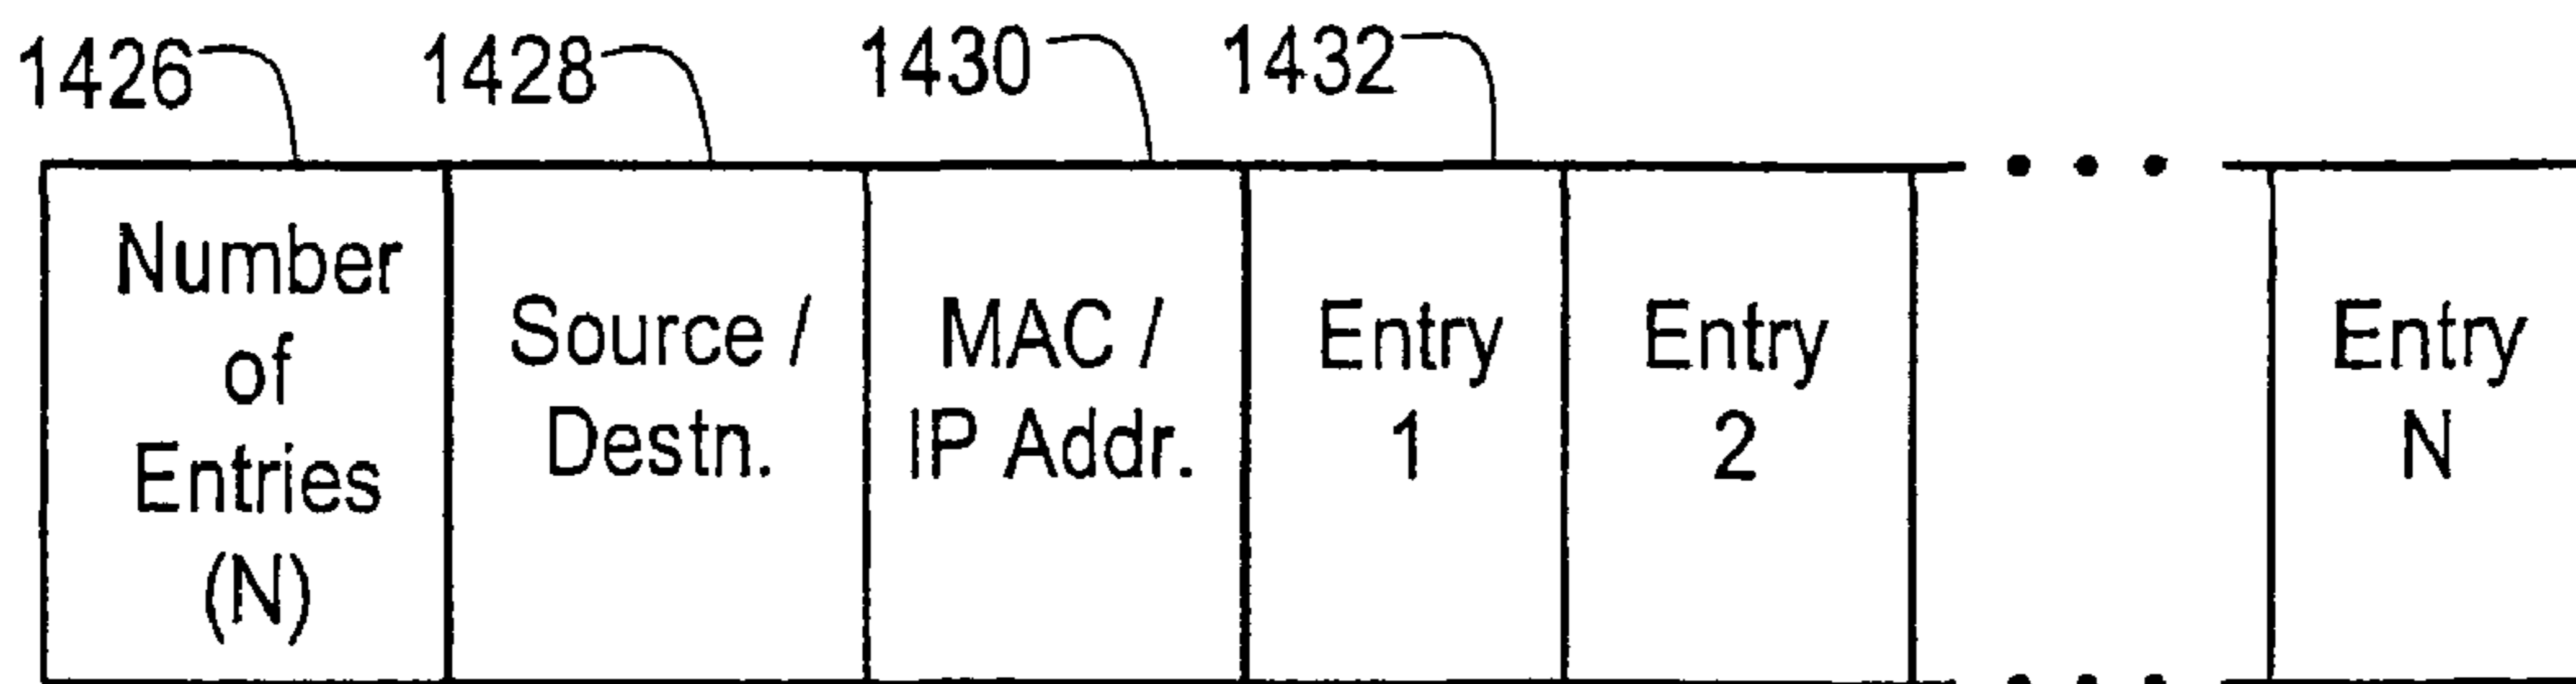 1426 1428 1430 1432
Number
of
Entries
(N)
Source /
Destn.
MAC /
IP Addr.
Entry
1
Entry
2
• • •
Entry
N